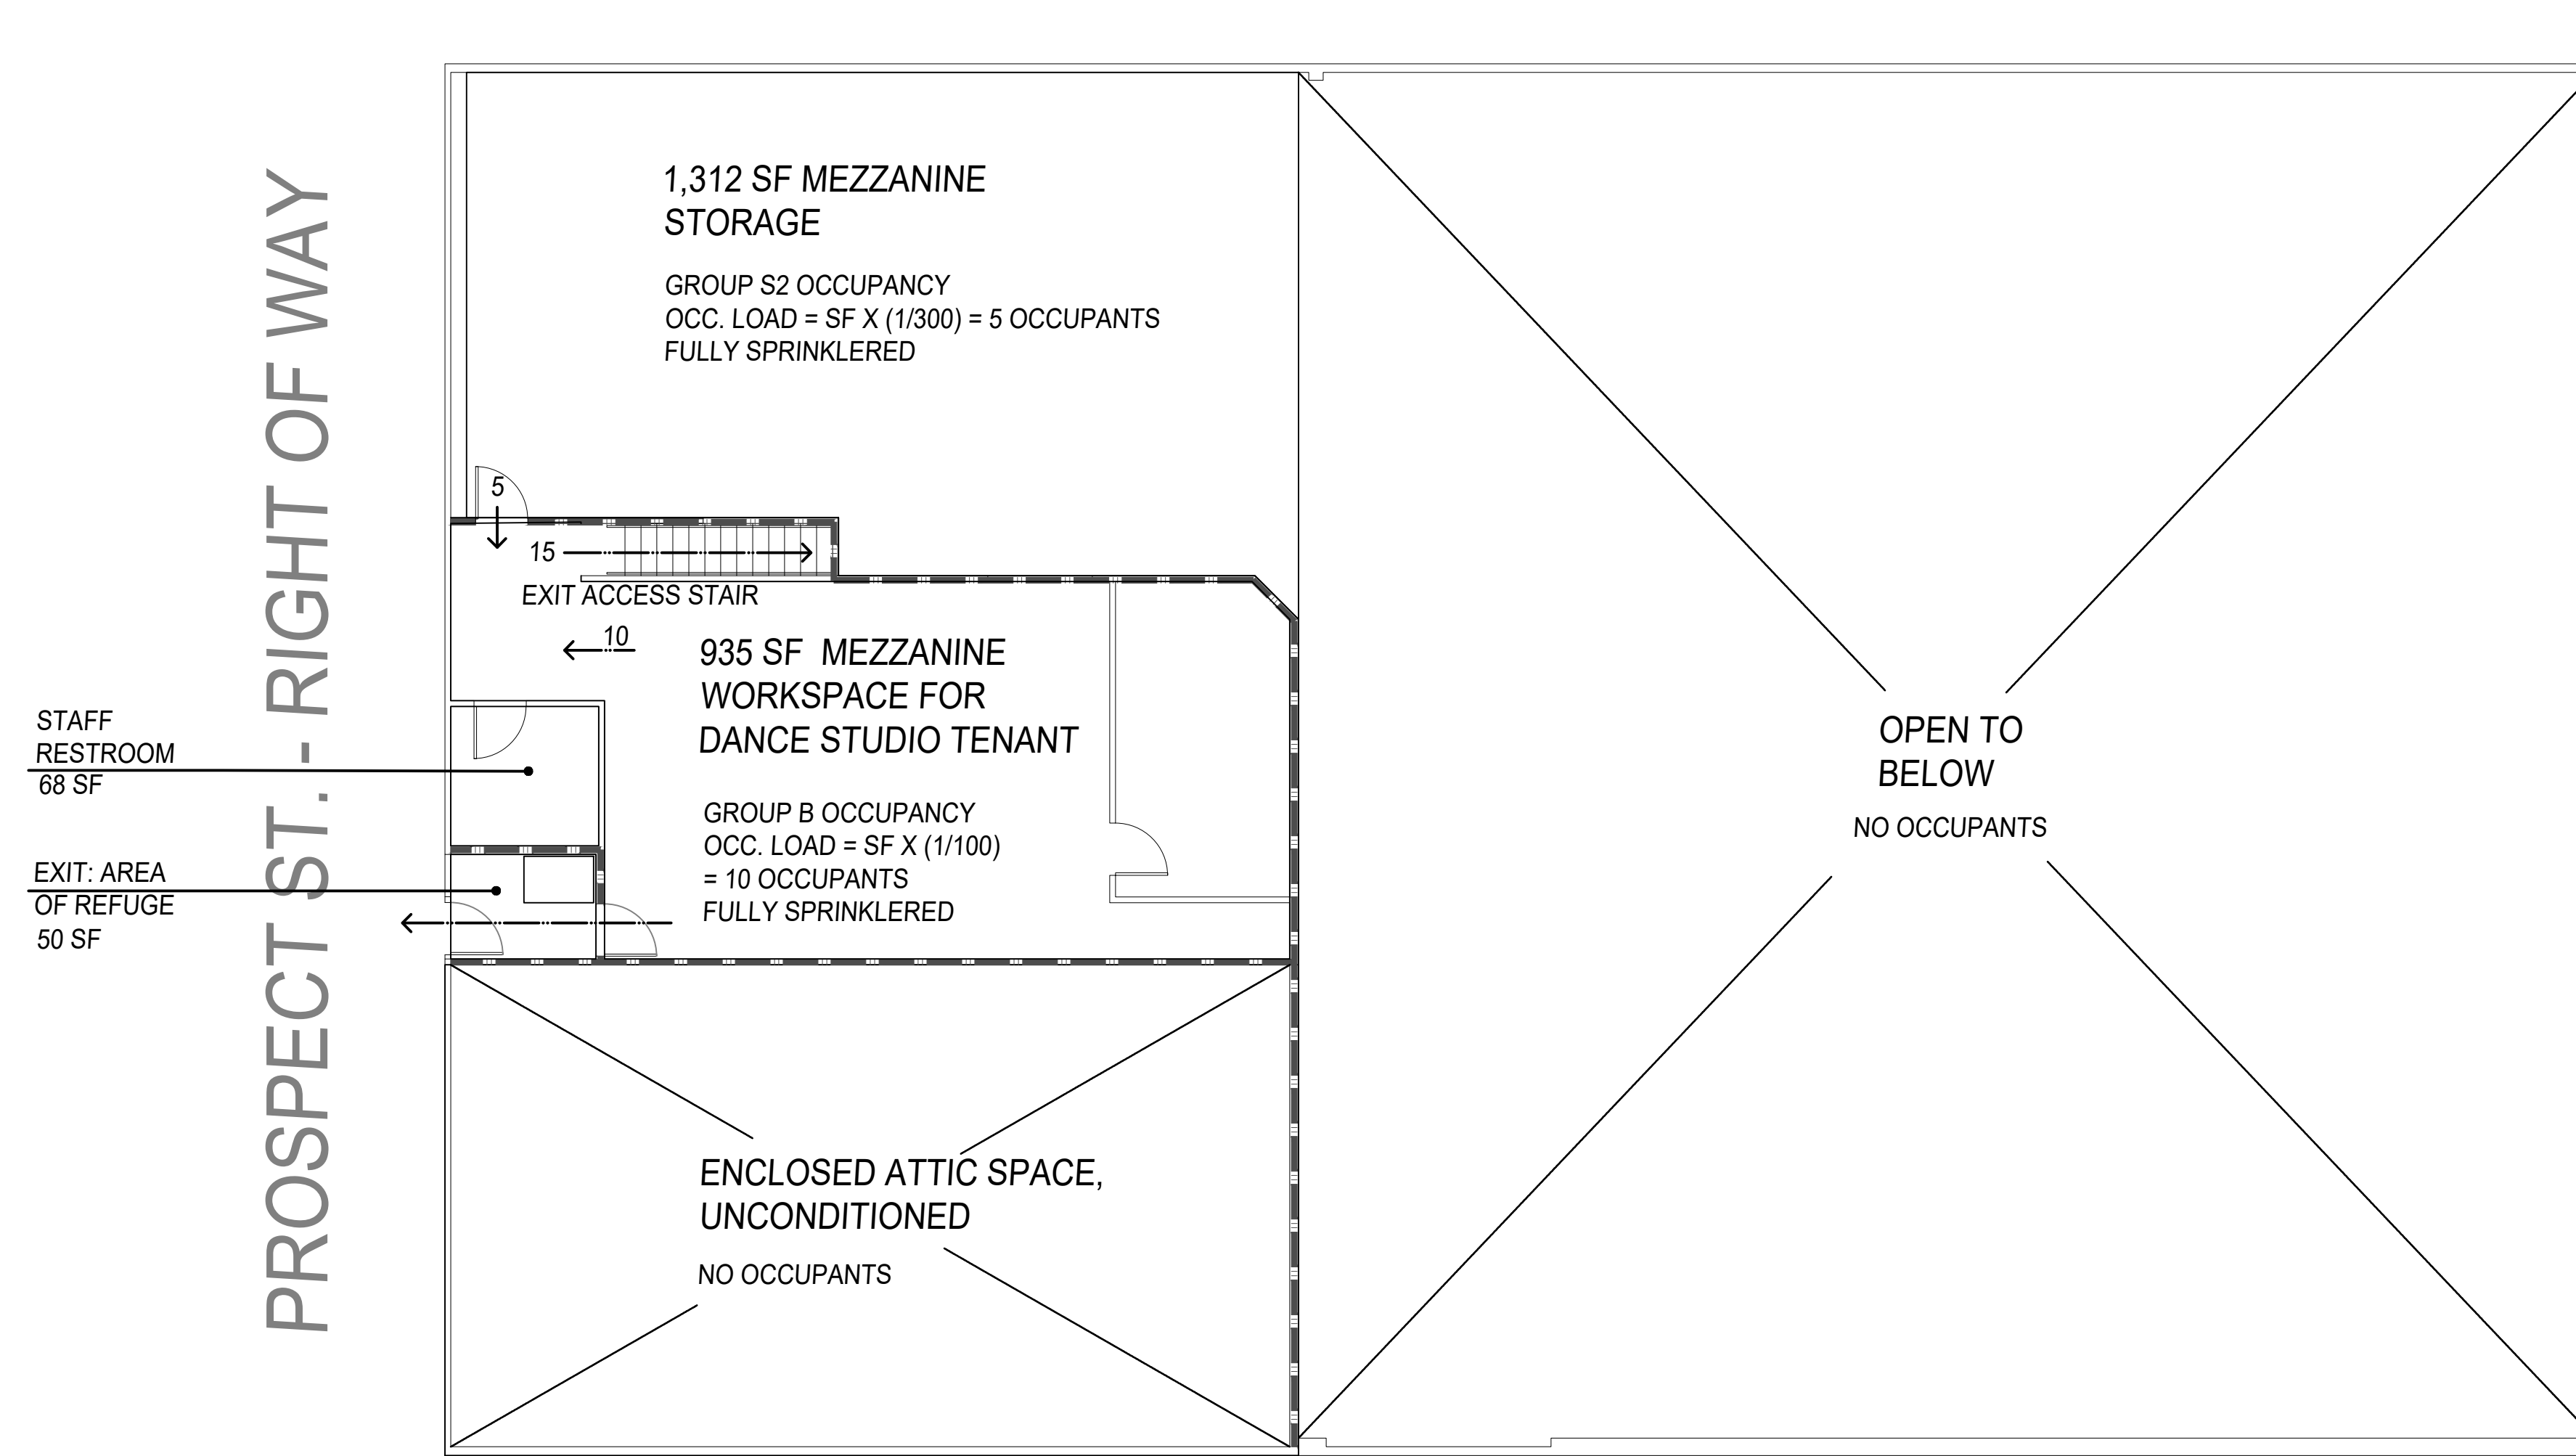 PROSPECT ST. - RIGHT OF WAY
1,312 SF MEZZANINE
STORAGE
GROUP S2 OCCUPANCY
OCC. LOAD = SF X (1/300) = 5 OCCUPANTS
FULLY SPRINKLERED
5
15
EXIT ACCESS STAIR
10
935 SF MEZZANINE
WORKSPACE FOR
DANCE STUDIO TENANT
GROUP B OCCUPANCY
OCC. LOAD = SF X (1/100)
= 10 OCCUPANTS
FULLY SPRINKLERED
STAFF
RESTROOM
68 SF
EXIT: AREA
OF REFUGE
50 SF
OPEN TO
BELOW
NO OCCUPANTS
ENCLOSED ATTIC SPACE,
UNCONDITIONED
NO OCCUPANTS